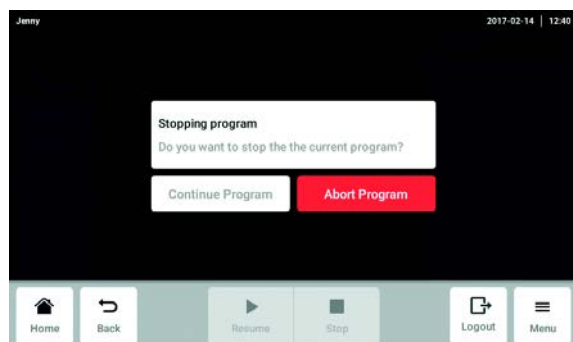 Jenny 2017-02-14 | 12:40
Stopping program
Do you want to stop the the current program?
Continue Program Abort Program
Home Back Resume Stop Logout Menu